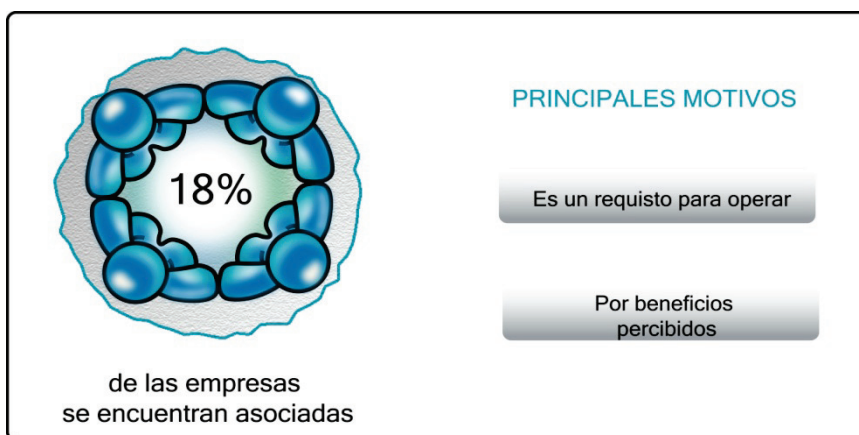 18%
de las empresas
se encuentran asociadas
PRINCIPALES MOTIVOS
Es un requisto para operar
Por beneficios
percibidos